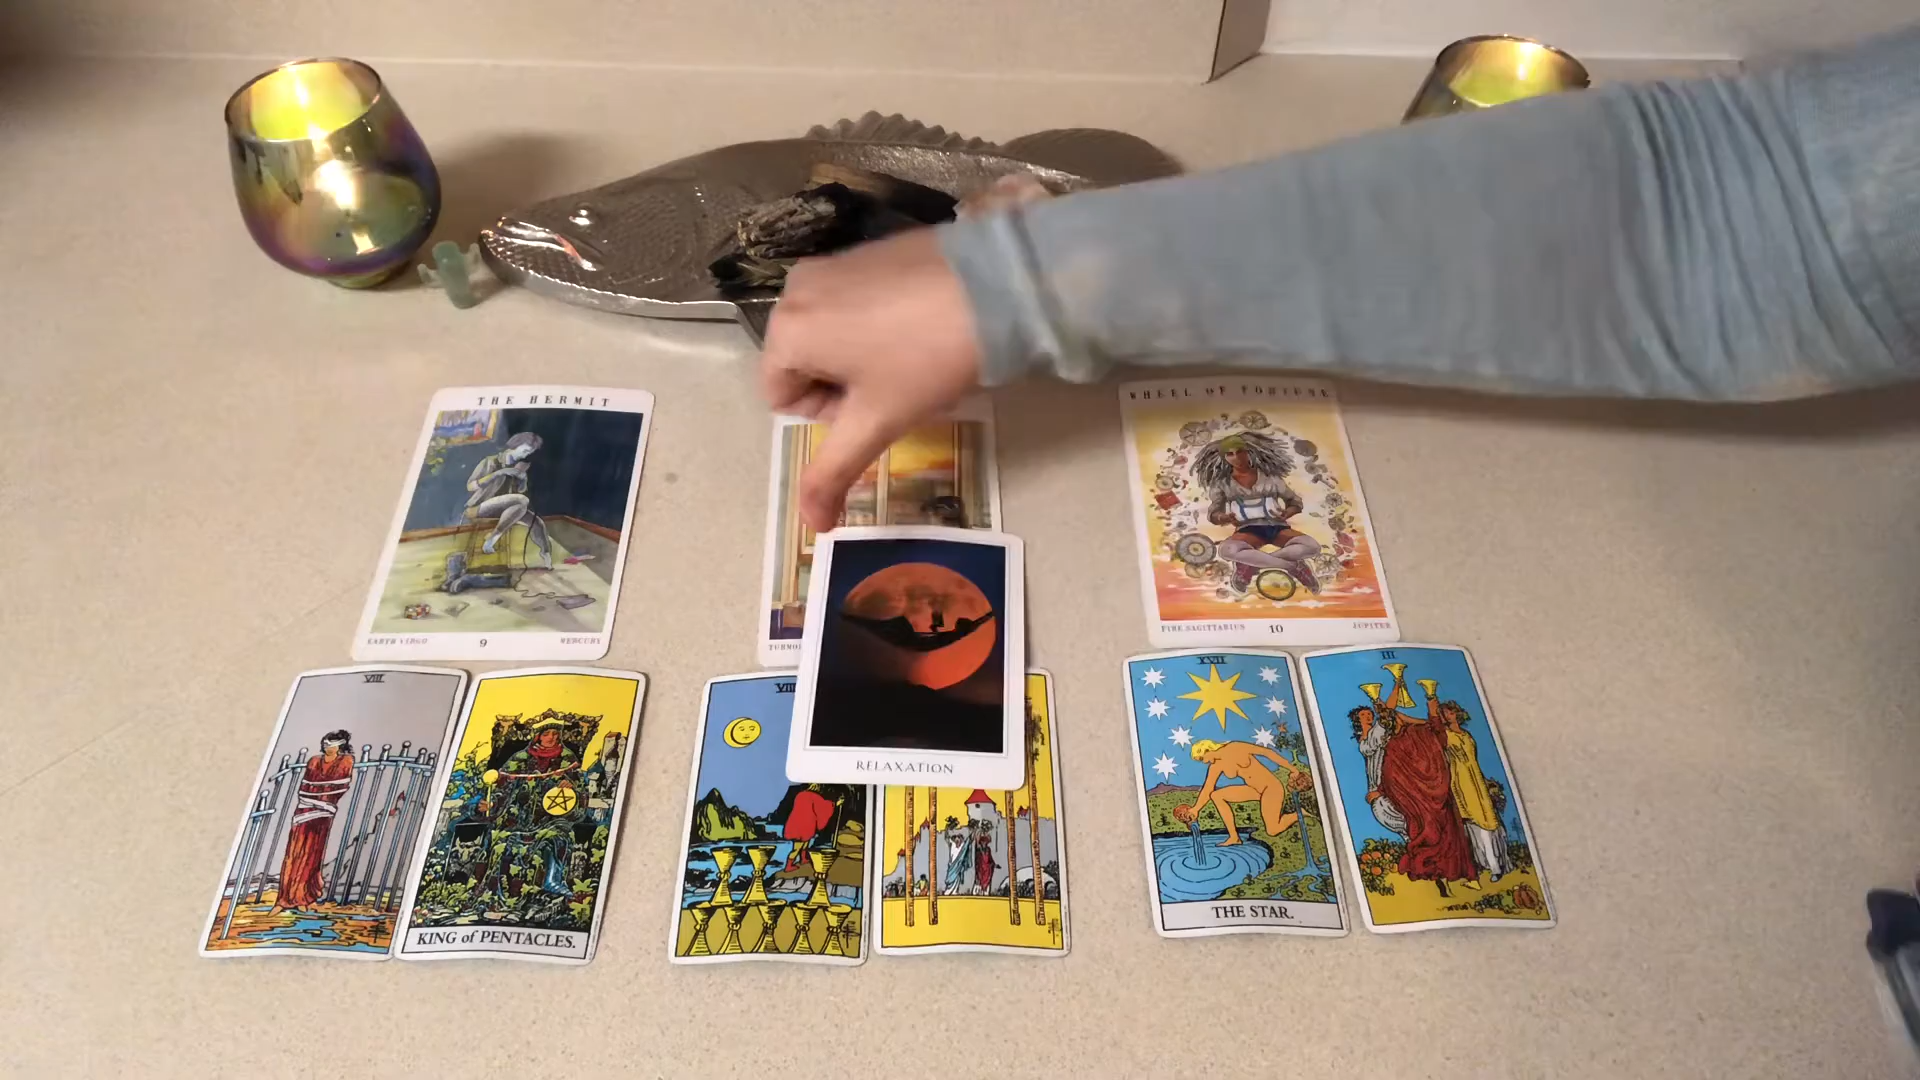 THE HERMIT
WHEEL OF FORTUNE
EARTH VIRGO 9 MERCURY
FIRE SAGITTARIUS 10 JUPITER
VIII
KING of PENTACLES.
VIII
RELAXATION
XVII
THE STAR.
III